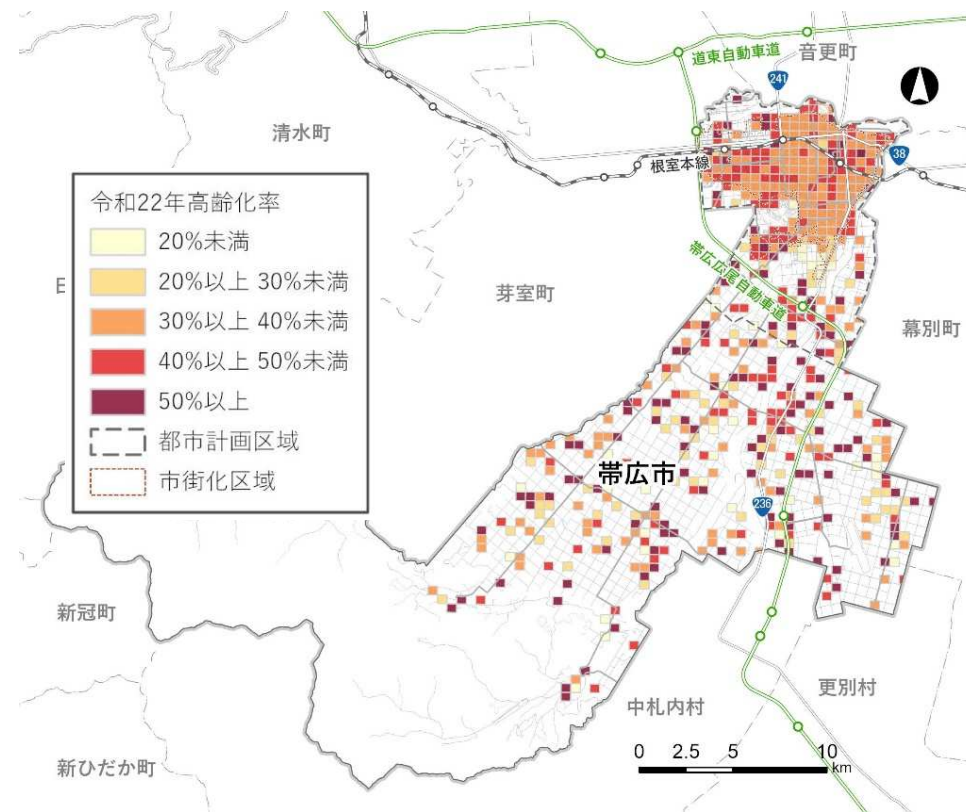 道東自動車道
音更町
241
清水町
38
根室本線
令和22年高齢化率
20%未満
20%以上 30%未満
30%以上 40%未満
40%以上 50%未満
50%以上
都市計画区域
市街化区域
芽室町
帯広広尾自動車道
幕別町
帯広市
236
新冠町
中札内村
更別村
新ひだか町
0 2.5 5 10
km